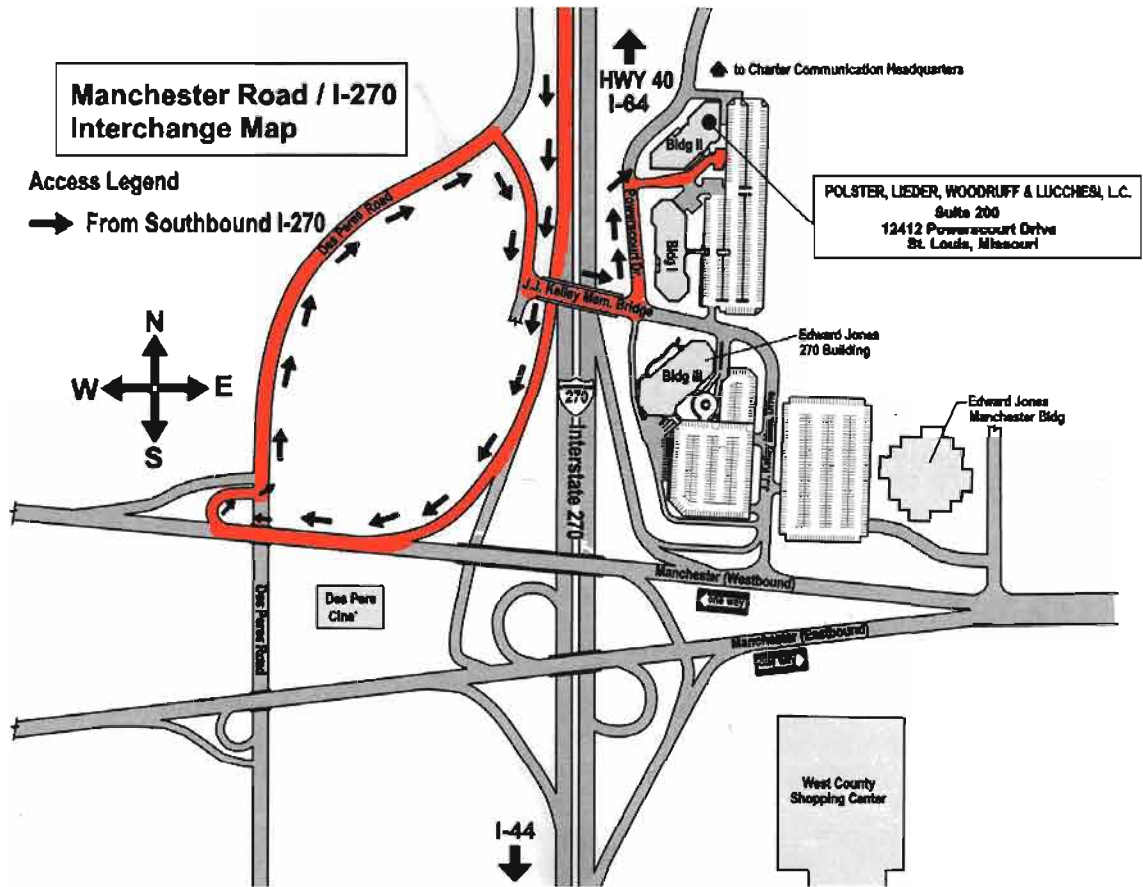 Manchester Road / I-270
Interchange Map
Access Legend
From Southbound I-270
HWY 40
I-64
to Charter Communication Headquarters
Bldg II
POLSTER, LIEDER, WOODRUFF & LUCCHESI, L.C.
Suite 200
12412 Powerscourt Drive
St. Louis, Missouri
Des Peres Road
Powerscourt Dr.
Bldg I
J.J. Kelley Mem. Bridge
N
W
E
S
Edward Jones
270 Building
Bldg III
270
Interstate 270
Edward Jones
Manchester Bldg
Manchester (Westbound)
one way
Des Pere
Cine'
Des Peres Road
Manchester (Eastbound)
West County
Shopping Center
I-44